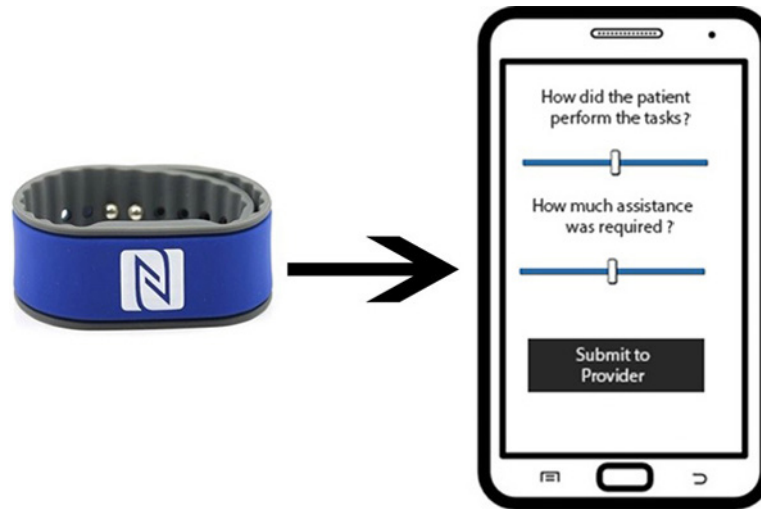 How did the patient
perform the tasks?
How much assistance
was required ?
Submit to
Provider